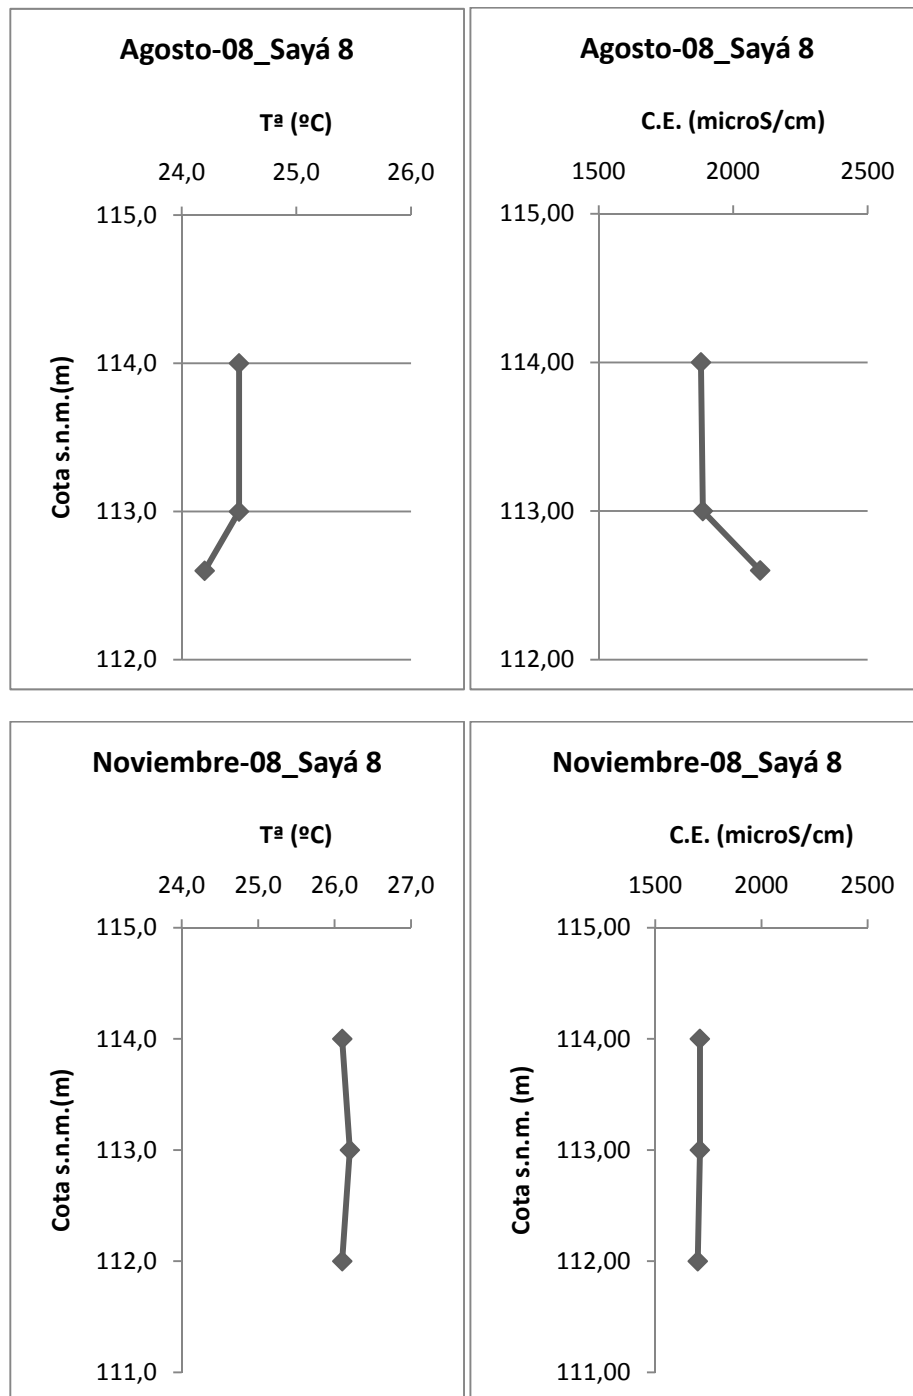 Agosto-08_Sayá 8
Tª (ºC)
24,0 25,0 26,0
115,0
114,0
113,0
112,0
Cota s.n.m.(m)
Agosto-08_Sayá 8
C.E. (microS/cm)
1500 2000 2500
115,00
114,00
113,00
112,00
Noviembre-08_Sayá 8
Tª (ºC)
24,0 25,0 26,0 27,0
115,0
114,0
113,0
112,0
111,0
Cota s.n.m.(m)
Noviembre-08_Sayá 8
C.E. (microS/cm)
1500 2000 2500
115,00
114,00
113,00
112,00
111,00
Cota s.n.m. (m)